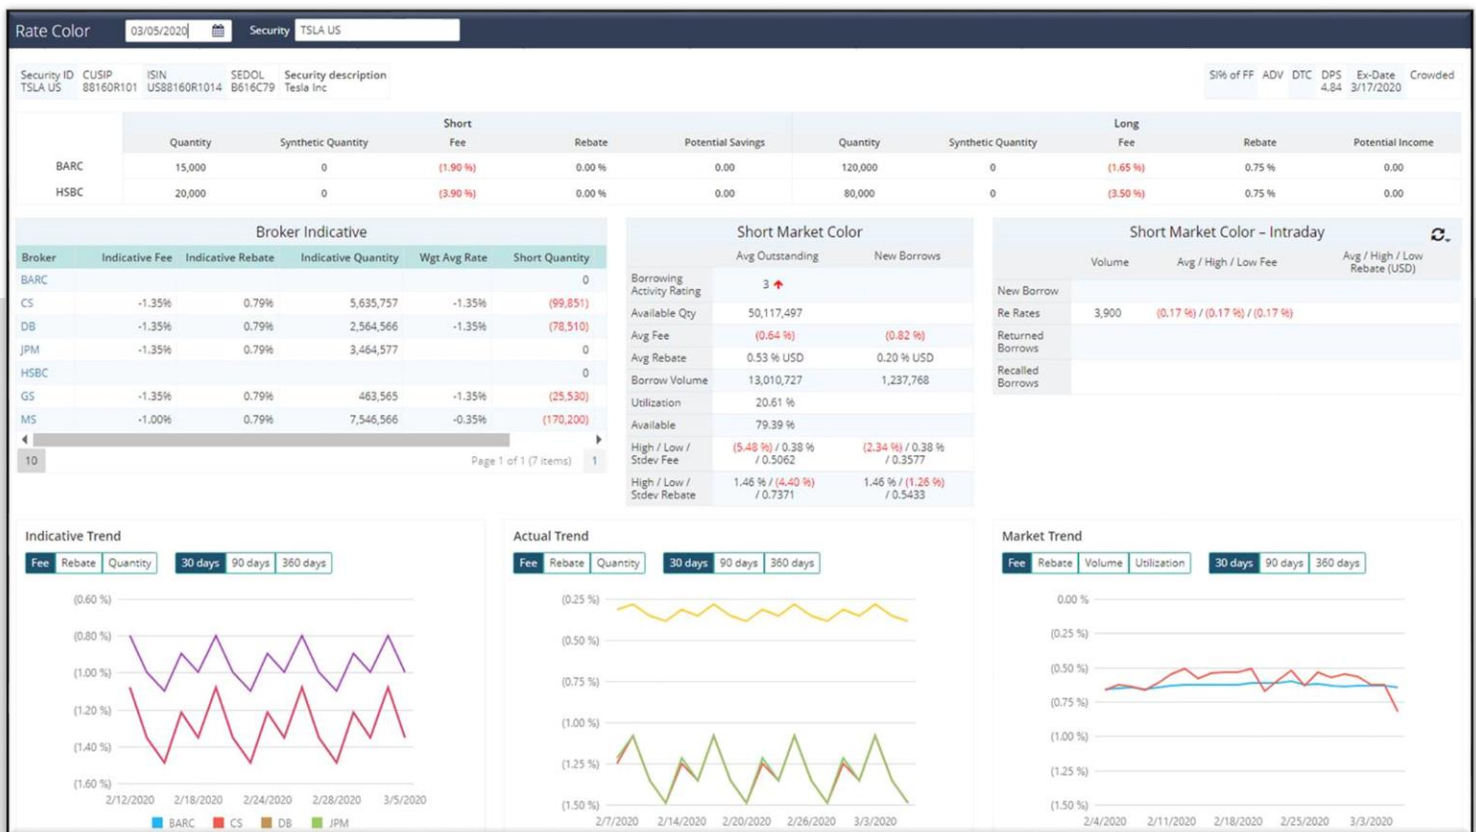 Rate Color 03/05/2020 Security TSLA US
Security ID CUSIP ISIN SEDOL Security description SI% of FF ADV DTC DPS Ex-Date Crowded
TSLA US 88160R101 US88160R1014 B616C79 Tesla Inc 4.84 3/17/2020
Short Long
Quantity Synthetic Quantity Fee Rebate Potential Savings Quantity Synthetic Quantity Fee Rebate Potential Income
BARC 15,000 0 (1.90 %) 0.00 % 0.00 120,000 0 (1.65 %) 0.75 % 0.00
HSBC 20,000 0 (3.90 %) 0.00 % 0.00 80,000 0 (3.50 %) 0.75 % 0.00
Broker Indicative
Broker Indicative Fee Indicative Rebate Indicative Quantity Wgt Avg Rate Short Quantity
BARC 0
CS -1.35% 0.79% 5,635,757 -1.35% (99,851)
DB -1.35% 0.79% 2,564,566 -1.35% (78,510)
JPM -1.35% 0.79% 3,464,577 0
HSBC 0
GS -1.35% 0.79% 463,565 -1.35% (25,530)
MS -1.00% 0.79% 7,546,566 -0.35% (170,200)
10 Page 1 of 1 (7 items) 1
Short Market Color
Avg Outstanding New Borrows
Borrowing
Activity Rating 3
Available Qty 50,117,497
Avg Fee (0.64 %) (0.82 %)
Avg Rebate 0.53 % USD 0.20 % USD
Borrow Volume 13,010,727 1,237,768
Utilization 20.61 %
Available 79.39 %
High / Low / (5.48 %) / 0.38 % (2.34 %) / 0.38 %
Stdev Fee / 0.5062 / 0.3577
High / Low / 1.46 % / (4.40 %) 1.46 % / (1.26 %)
Stdev Rebate / 0.7371 / 0.5433
Short Market Color – Intraday
Volume Avg / High / Low Fee Avg / High / Low
Rebate (USD)
New Borrow
Re Rates 3,900 (0.17 %) / (0.17 %) / (0.17 %)
Returned
Borrows
Recalled
Borrows
Indicative Trend
Fee Rebate Quantity 30 days 90 days 360 days
(0.60 %)
(0.80 %)
(1.00 %)
(1.20 %)
(1.40 %)
(1.60 %)
2/12/2020 2/18/2020 2/24/2020 2/28/2020 3/5/2020
BARC CS DB JPM
Actual Trend
Fee Rebate Quantity 30 days 90 days 360 days
(0.25 %)
(0.50 %)
(0.75 %)
(1.00 %)
(1.25 %)
(1.50 %)
2/7/2020 2/14/2020 2/20/2020 2/26/2020 3/3/2020
Market Trend
Fee Rebate Volume Utilization 30 days 90 days 360 days
0.00 %
(0.25 %)
(0.50 %)
(0.75 %)
(1.00 %)
(1.25 %)
(1.50 %)
2/4/2020 2/11/2020 2/18/2020 2/25/2020 3/3/2020